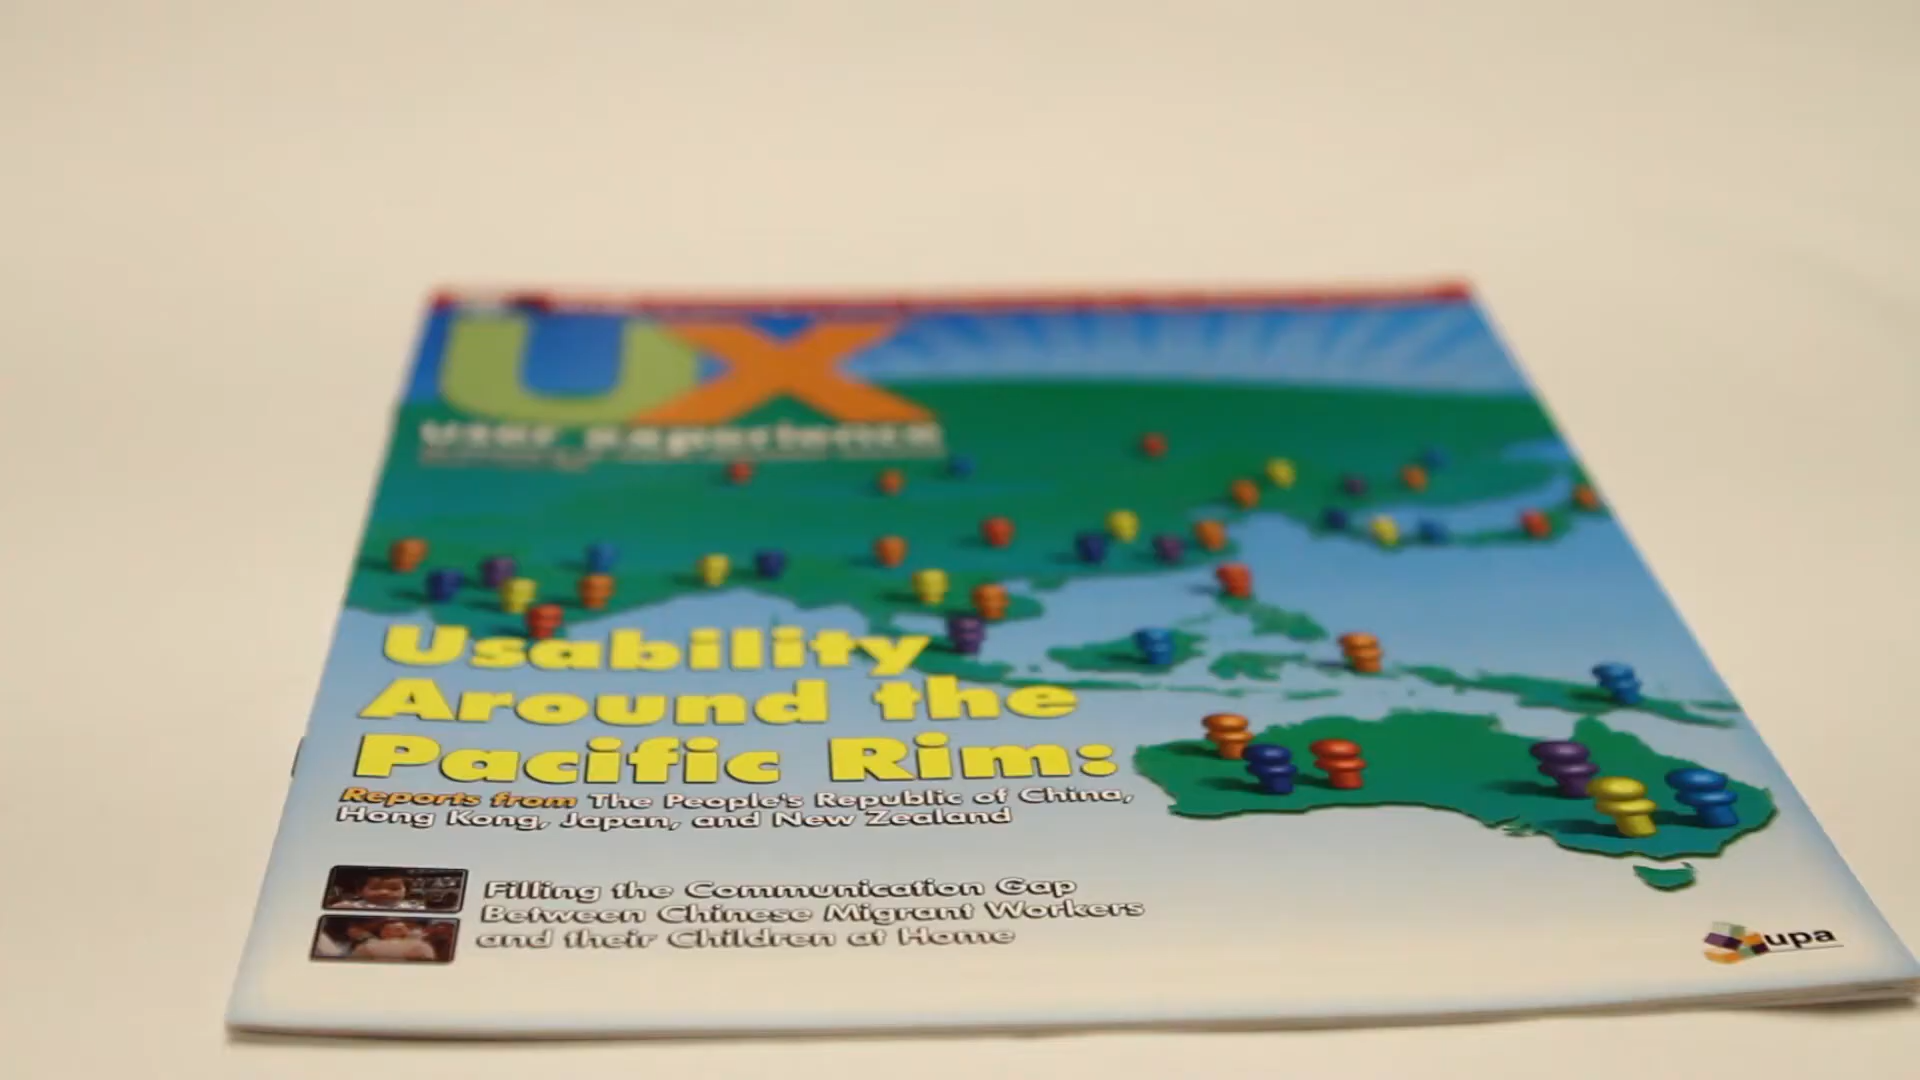 UX
user experience
Usability
Around the
Pacific Rim:
Reports from The People's Republic of China,
Hong Kong, Japan, and New Zealand
Filling the Communication Gap
Between Chinese Migrant Workers
and their Children at Home
upa